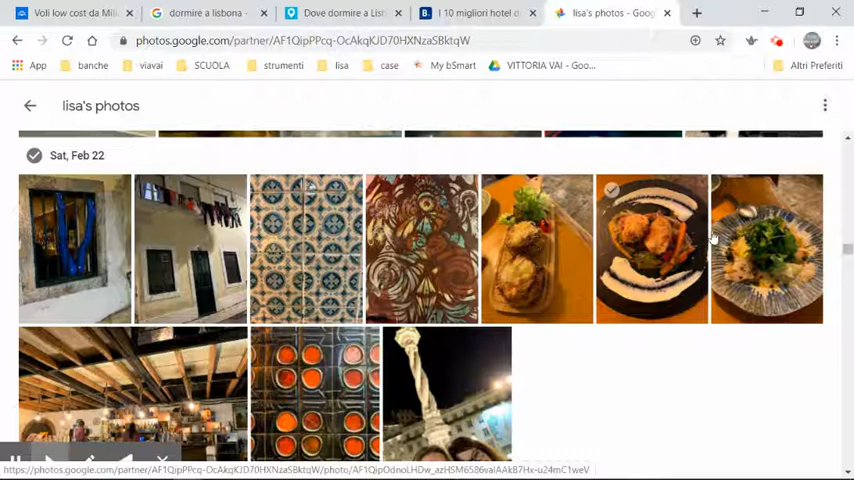 Voli low cost da Mil
dormire a lisbona -
Dove dormire a Lis
I 10 migliori hotel d
lisa's photos - Goog
photos.google.com/partner/AF1QipPPcq-OcAkqKJD70HXNzaSBktqW
App
banche
viavai
SCUOLA
strumenti
lisa
case
My bSmart
VITTORIA VAI - Goo...
Altri Preferiti
lisa's photos
Sat, Feb 22
https://photos.google.com/partner/AF1QipPPcq-OcAkqKJD70HXNzaSBktqW/photo/AF1QipOdnoLHDw_azHSM6586valAAkB7Hx-u24mC1weV